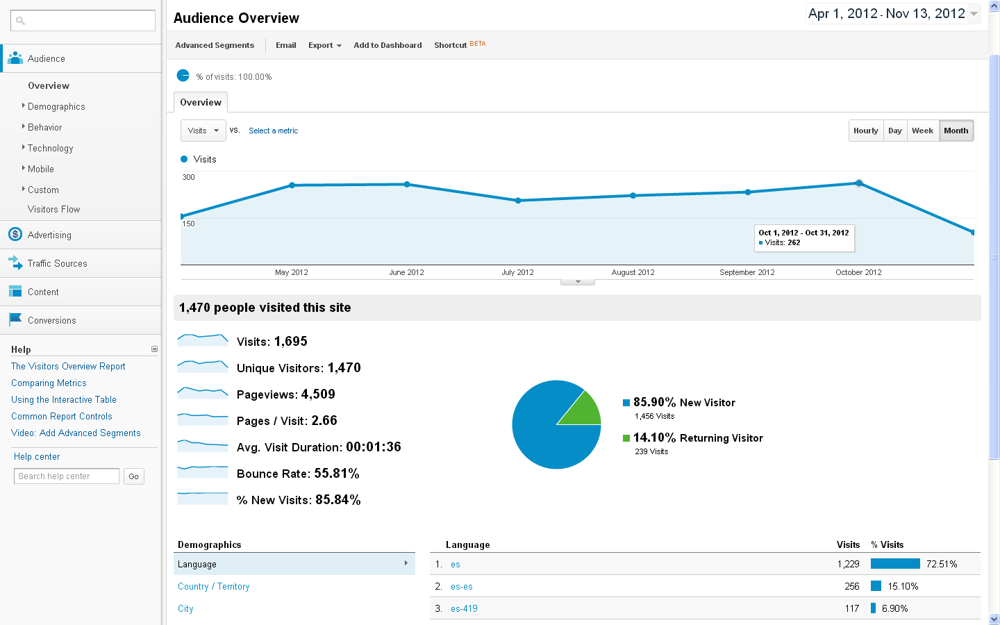 Audience Overview
Apr 1, 2012 - Nov 13, 2012
Advanced Segments
Email
Export
Add to Dashboard
Shortcut BETA
Audience
Overview
Demographics
Behavior
Technology
Mobile
Custom
Visitors Flow
Advertising
Traffic Sources
Content
Conversions
Help
The Visitors Overview Report
Comparing Metrics
Using the Interactive Table
Common Report Controls
Video: Add Advanced Segments
Help center
Search help center
Go
% of visits: 100.00%
Overview
Visits
VS.
Select a metric
Hourly
Day
Week
Month
Visits
300
150
Oct 1, 2012 - Oct 31, 2012
Visits: 262
May 2012
June 2012
July 2012
August 2012
September 2012
October 2012
1,470 people visited this site
Visits: 1,695
Unique Visitors: 1,470
Pageviews: 4,509
Pages / Visit: 2.66
Avg. Visit Duration: 00:01:36
Bounce Rate: 55.81%
% New Visits: 85.84%
85.90% New Visitor
1,456 Visits
14.10% Returning Visitor
239 Visits
Demographics
Language
Country / Territory
City
Language Visits % Visits
1. es 1,229 72.51%
2. es-es 256 15.10%
3. es-419 117 6.90%